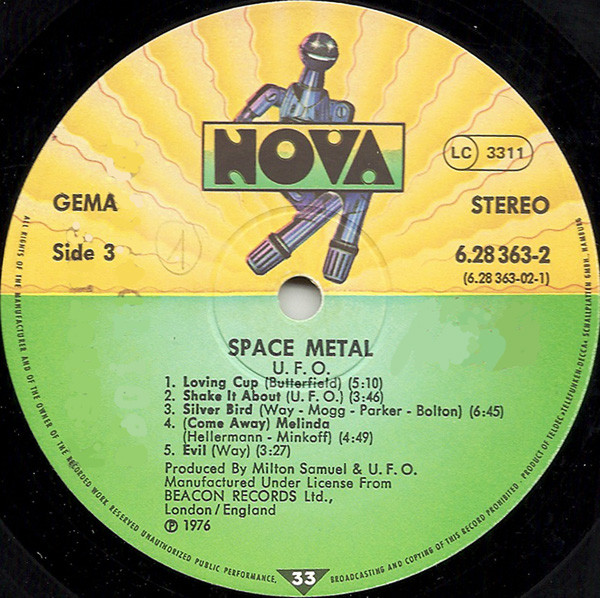 NOVA
LC 3311
GEMA
STEREO
Side 3
6.28 363-2
(6.28 363-02-1)
SPACE METAL
U. F. O.
1. Loving Cup (Butterfield) (5:10)
2. Shake It About (U. F. O.) (3:46)
3. Silver Bird (Way - Mogg - Parker - Bolton) (6:45)
4. (Come Away) Melinda
(Hellermann - Minkoff) (4:49)
5. Evil (Way) (3:27)
Produced By Milton Samuel & U. F. O.
Manufactured Under License From
BEACON RECORDS Ltd.,
London / England
Ⓟ 1976
ALL RIGHTS OF THE MANUFACTURER AND OF THE OWNER OF THE RECORDED WORK RESERVED UNAUTHORIZED PUBLIC PERFORMANCE, BROADCASTING AND COPYING OF THIS RECORD PROHIBITED · PRODUCT OF TELDEC »TELEFUNKEN-DECCA« SCHALLPLATTEN GMBH., HAMBURG
33